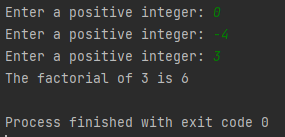 Enter a positive integer: 0
Enter a positive integer: -4
Enter a positive integer: 3
The factorial of 3 is 6
Process finished with exit code 0